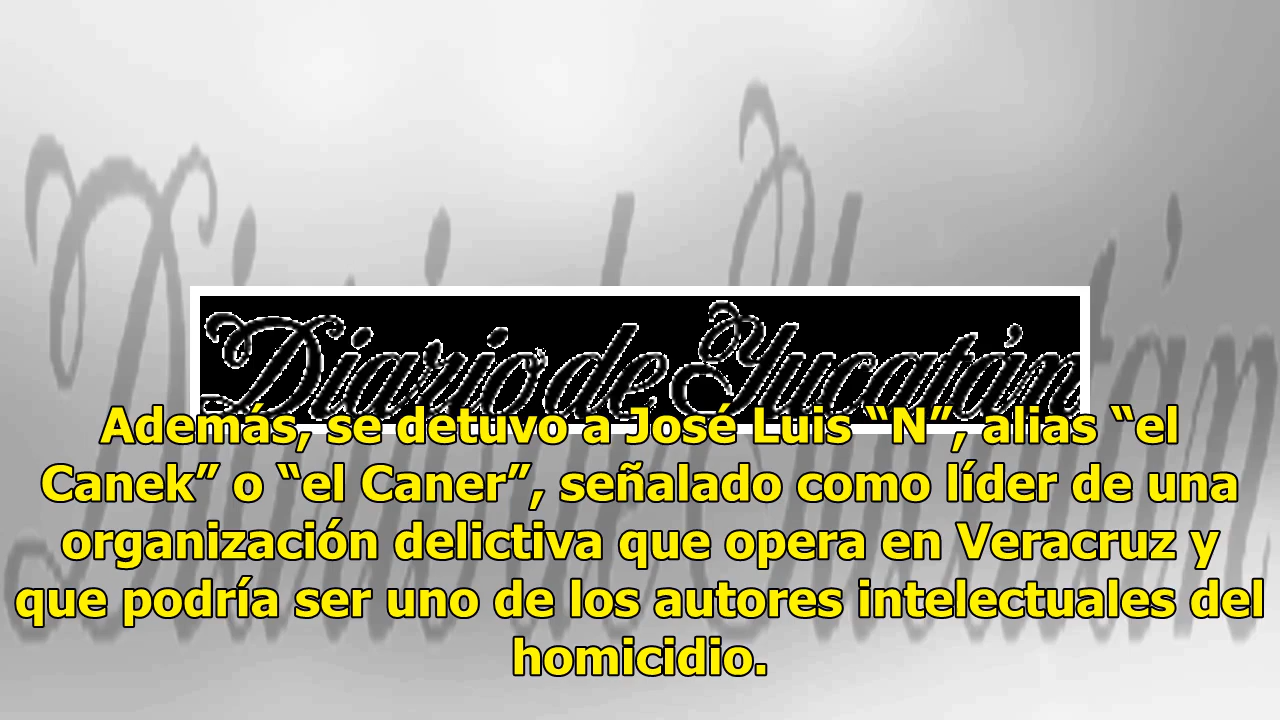 Diario de Yucatán
Además, se detuvo a José Luis “N”, alias “el
Canek” o “el Caner”, señalado como líder de una
organización delictiva que opera en Veracruz y
que podría ser uno de los autores intelectuales del
homicidio.